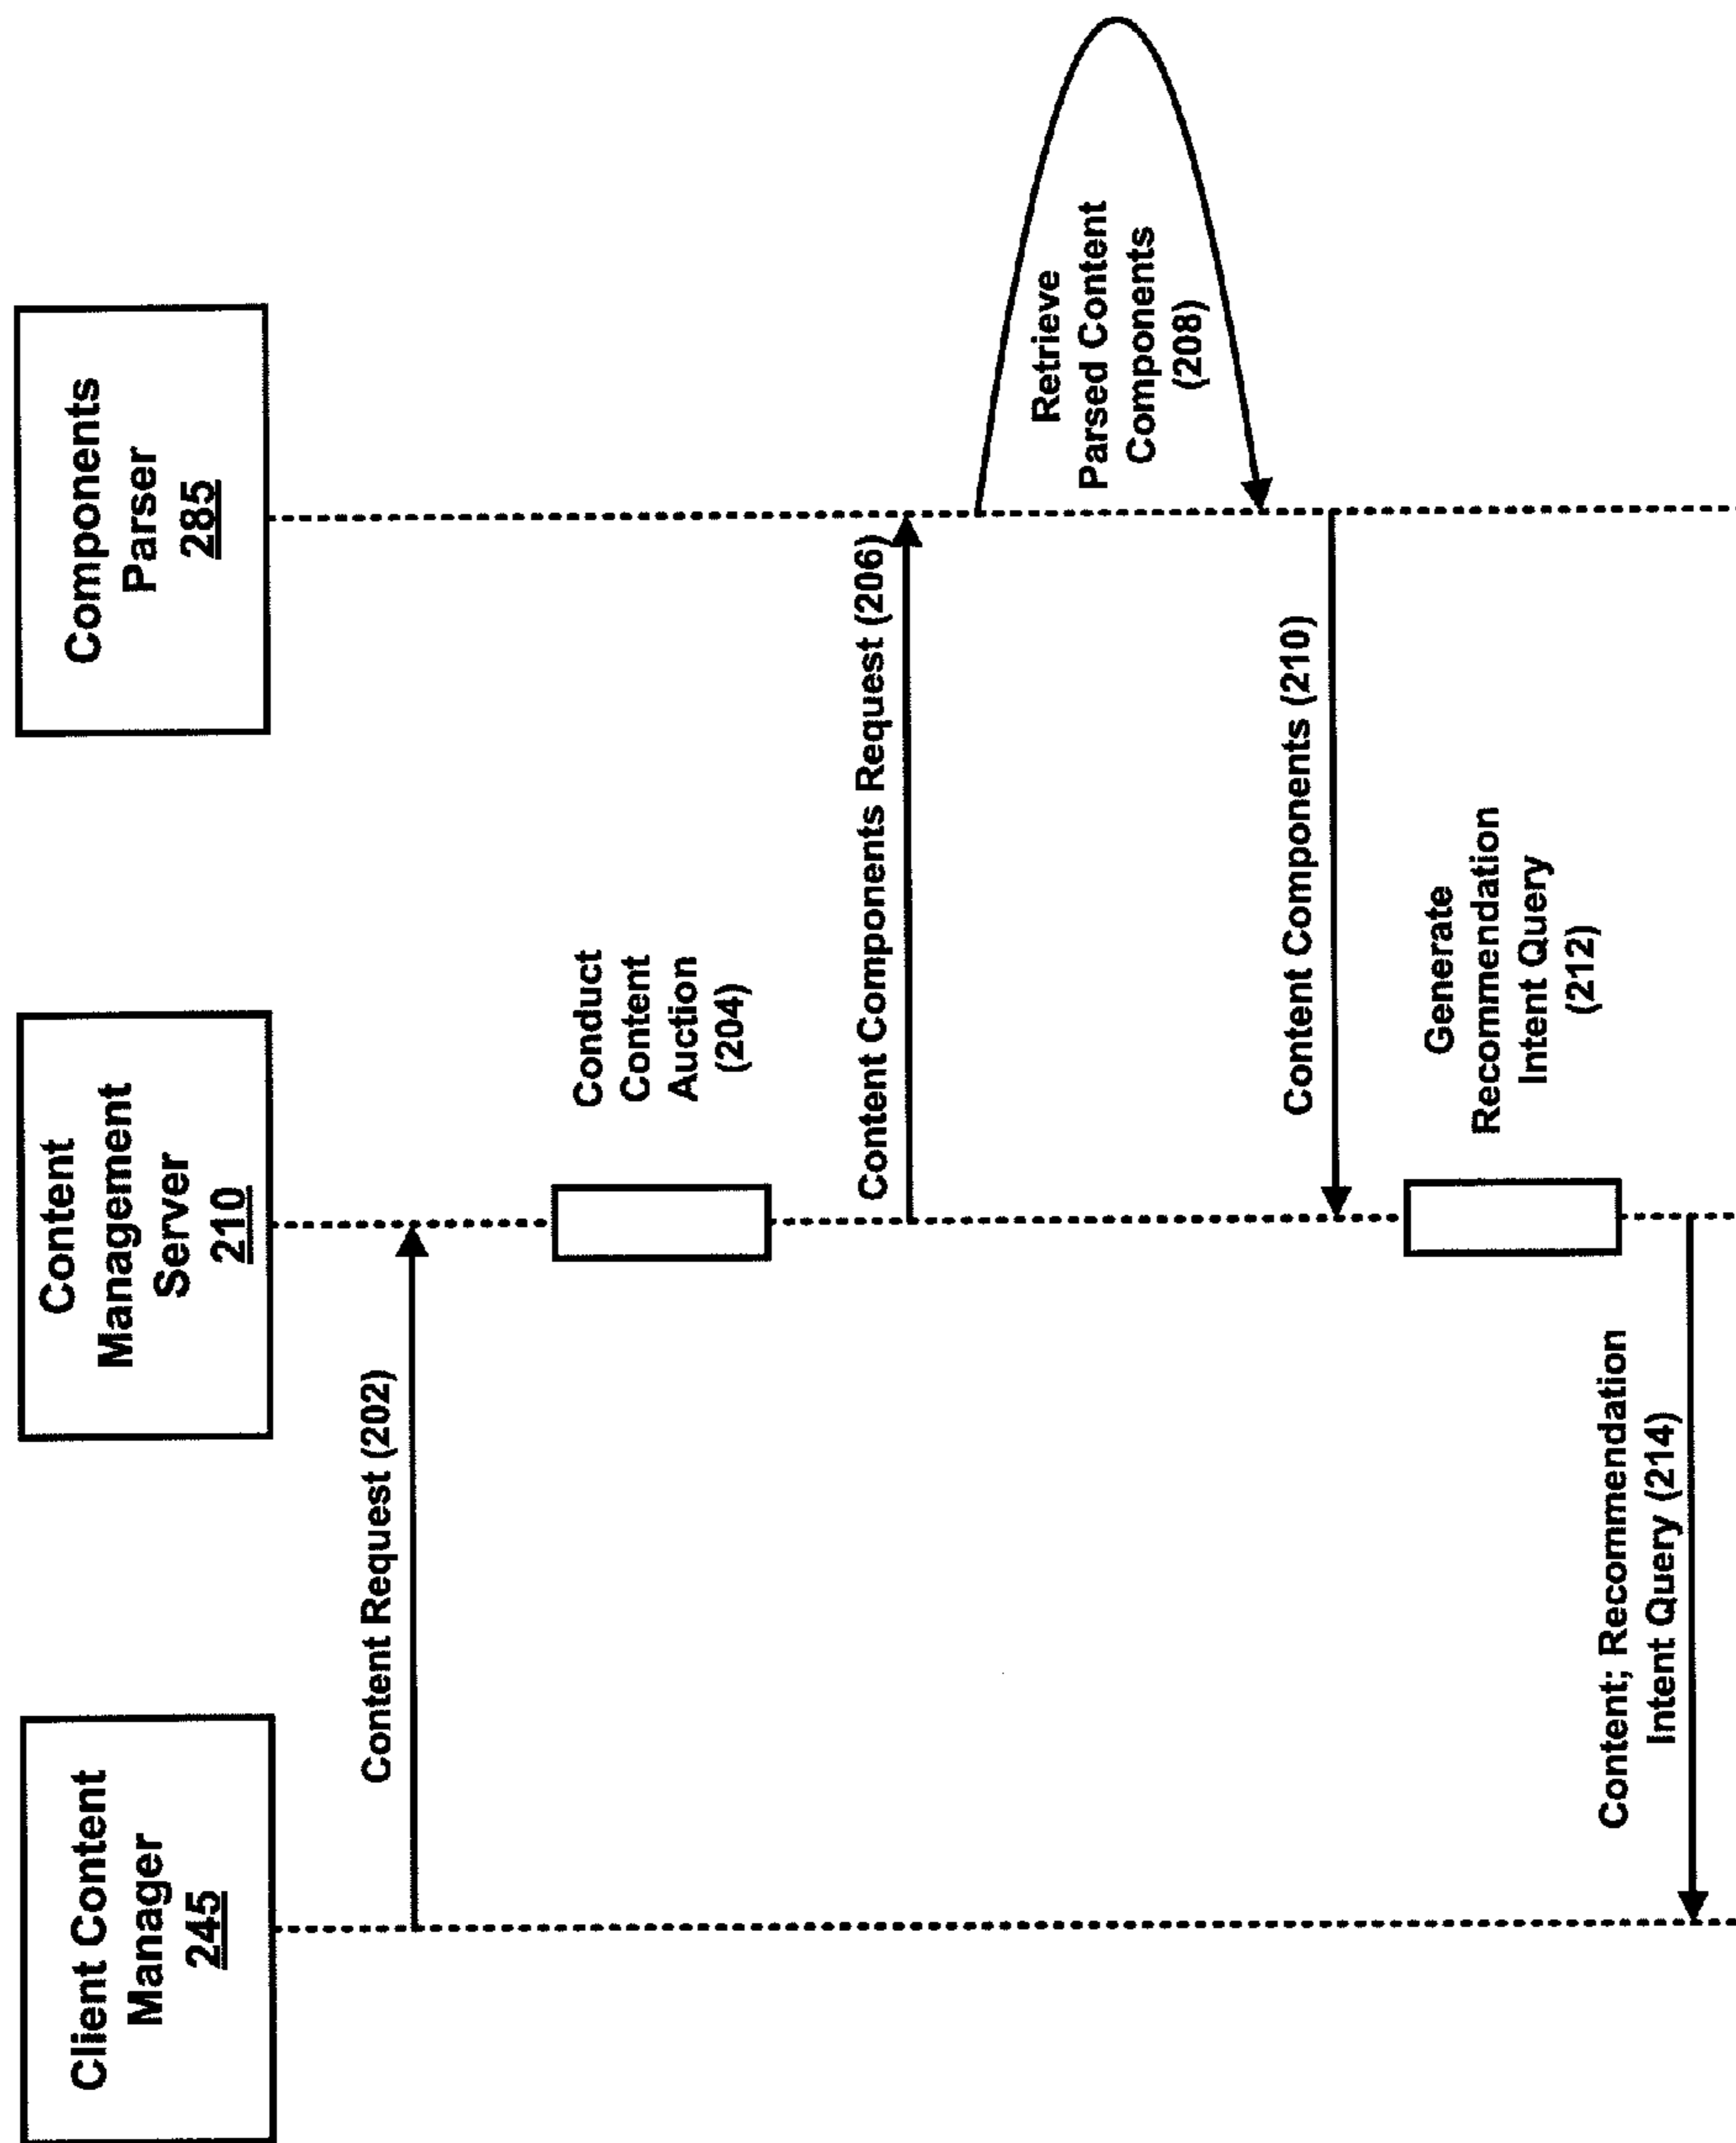 Client Content
Manager
245
Content
Management
Server
210
Components
Parser
285
Content Request (202)
Conduct
Content
Auction
(204)
Content Components Request (206)
Retrieve
Parsed Content
Components
(208)
Content Components (210)
Generate
Recommendation
Intent Query
(212)
Content; Recommendation
Intent Query (214)